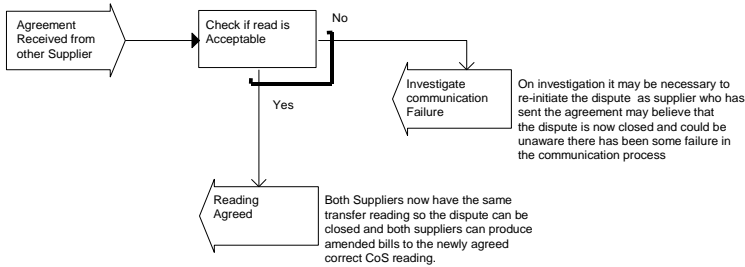 Agreement
Received from
other Supplier
Check if read is
Acceptable
No
Yes
Investigate
communication
Failure
On investigation it may be necessary to
re-initiate the dispute as supplier who has
sent the agreement may believe that
the dispute is now closed and could be
unaware there has been some failure in
the communication process
Reading
Agreed
Both Suppliers now have the same
transfer reading so the dispute can be
closed and both suppliers can produce
amended bills to the newly agreed
correct CoS reading.